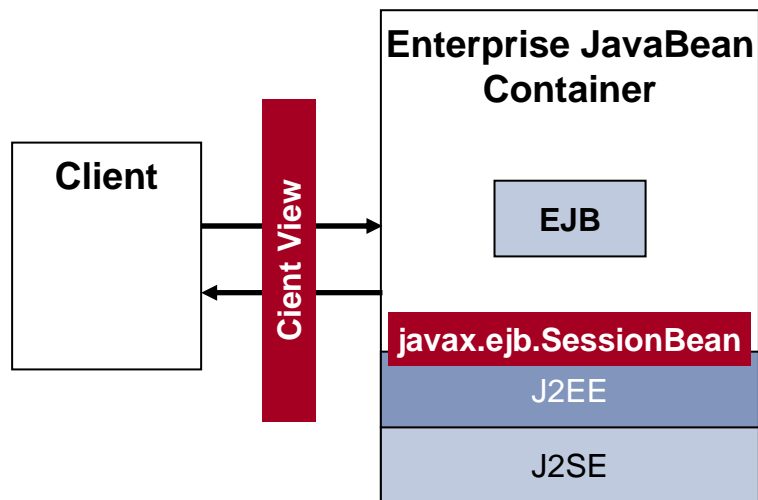 Enterprise JavaBean
Container
Client
Cient View
EJB
javax.ejb.SessionBean
J2EE
J2SE